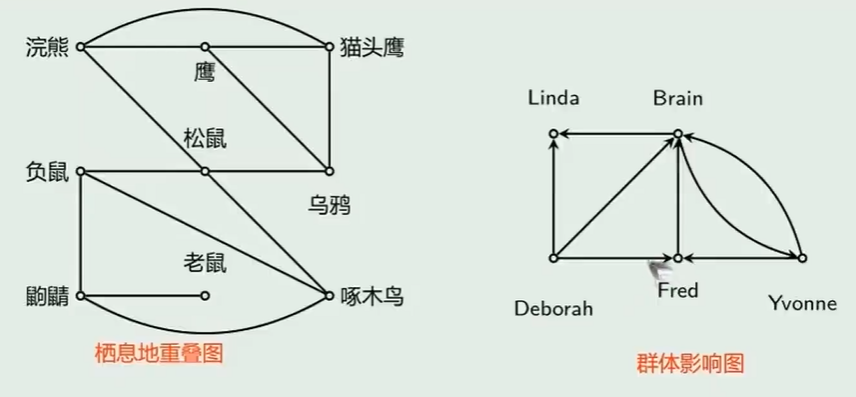 浣熊
鹰
猫头鹰
松鼠
负鼠
乌鸦
老鼠
鼩鼱
啄木鸟
栖息地重叠图
Linda
Brain
Deborah
Fred
Yvonne
群体影响图